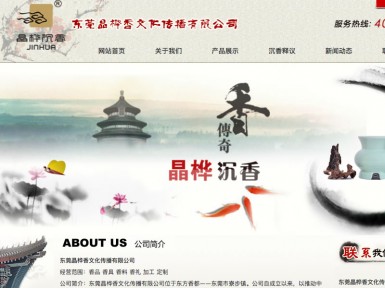 晶桦沉香
JINHUA
®
东莞晶桦香文化传播有限公司
服务热线: 40
网站首页 关于我们 产品展示 沉香释议 新闻动态
香
傳奇
晶桦沉香
ABOUT US 公司简介
联系我们
东莞晶桦香文化传播有限公司
经营范围: 香品 香具 香料 香礼 加工 定制
公司简介: 东莞晶桦香文化传播有限公司位于东方香都——东莞市寮步镇。公司自成立以来, 以推动中
东莞晶桦香